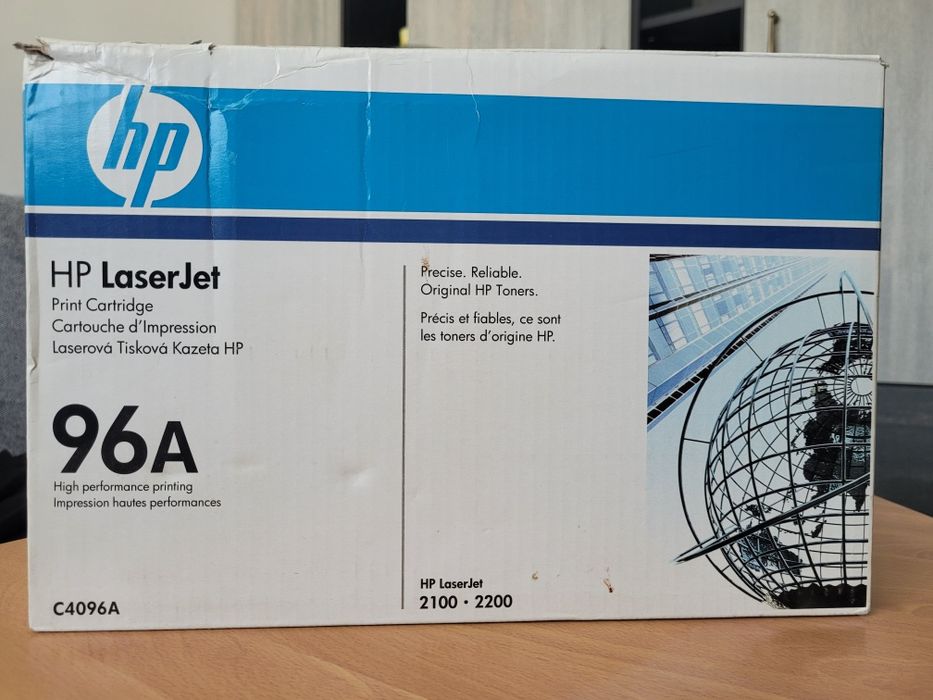 hp
HP LaserJet
Print Cartridge
Cartouche d'Impression
Laserová Tisková Kazeta HP
96A
High performance printing
Impression hautes performances
C4096A
Precise. Reliable.
Original HP Toners.
Précis et fiables, ce sont
les toners d'origine HP.
HP LaserJet
2100 • 2200